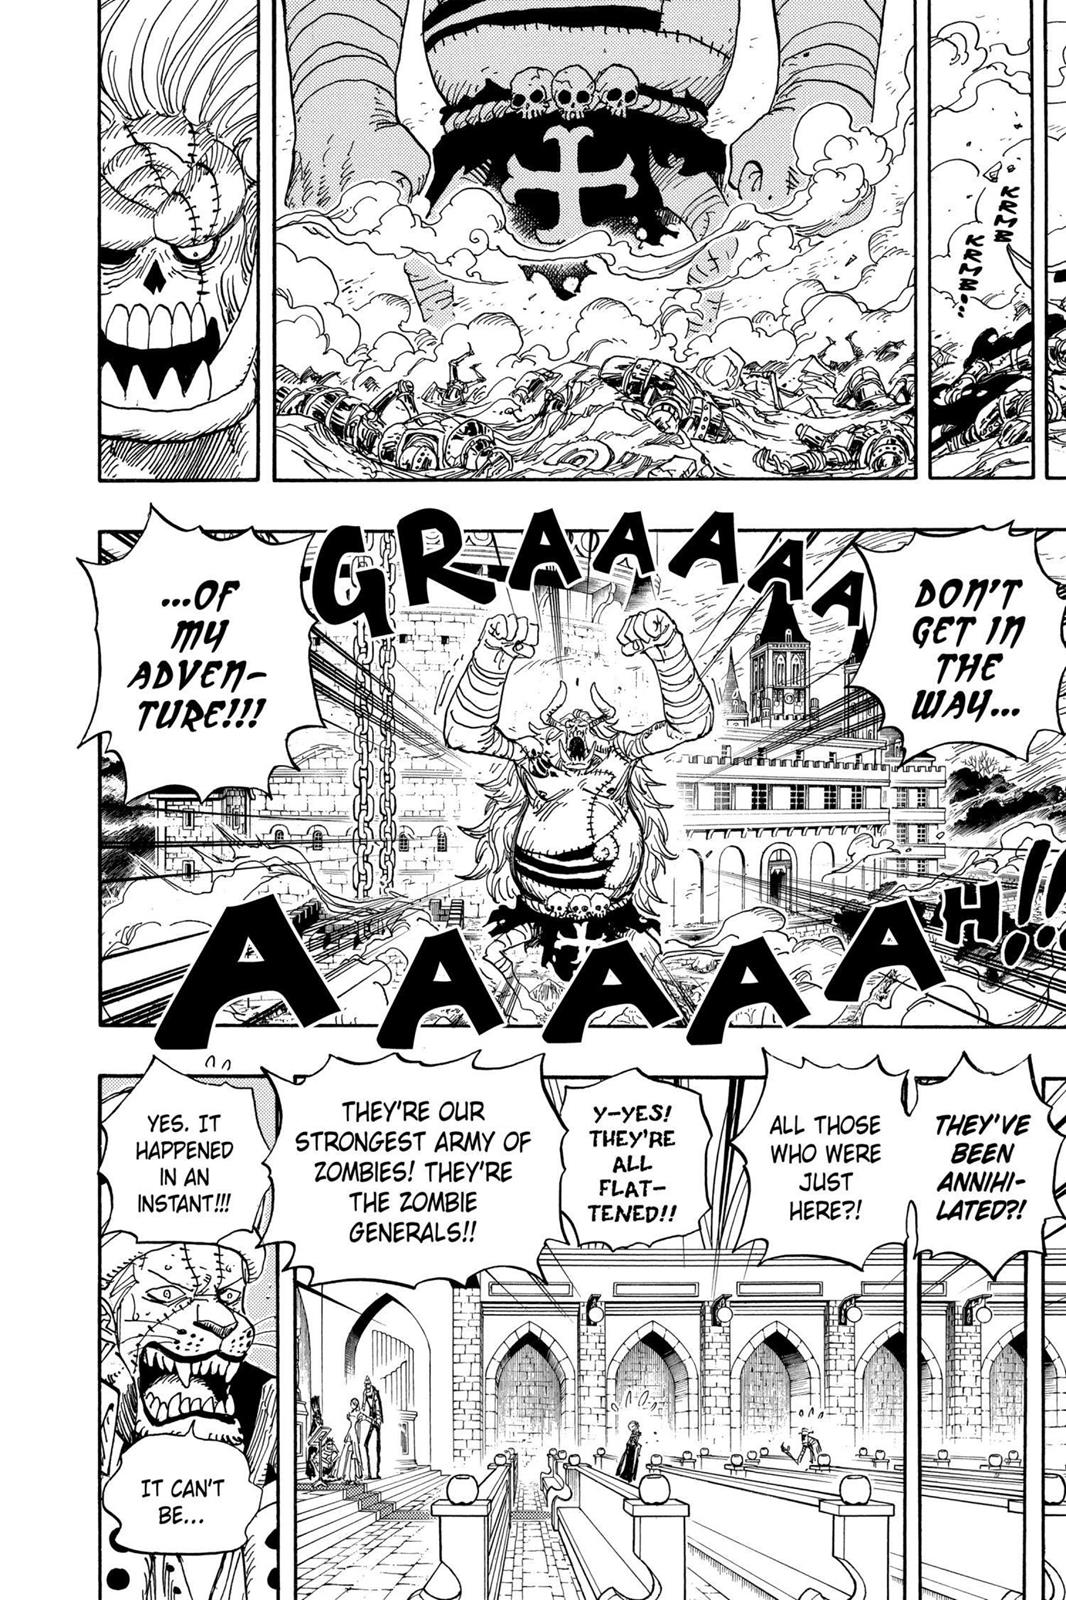 KRMB
KRMB...
DON'T
GET IN
THE
WAY...
GRAAAAA
AAAAAH!!
...OF
MY
ADVEN-
TURE!!!
THEY'VE
BEEN
ANNIHI-
LATED?!
ALL THOSE
WHO WERE
JUST
HERE?!
Y-YES!
THEY'RE
ALL
FLAT-
TENED!!
THEY'RE OUR
STRONGEST ARMY OF
ZOMBIES! THEY'RE
THE ZOMBIE
GENERALS!!
YES. IT
HAPPENED
IN AN
INSTANT!!!
IT CAN'T
BE...